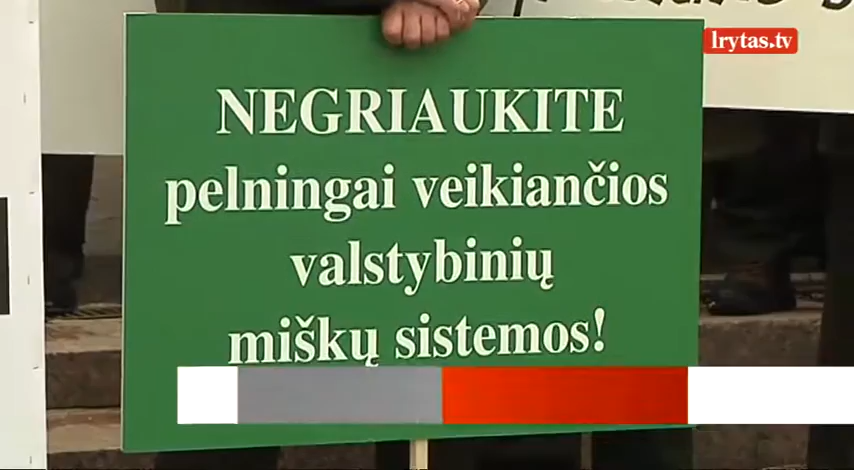 lrytas.tv
NEGRIAUKITE
pelningai veikiančios
valstybinių
miškų sistemos!